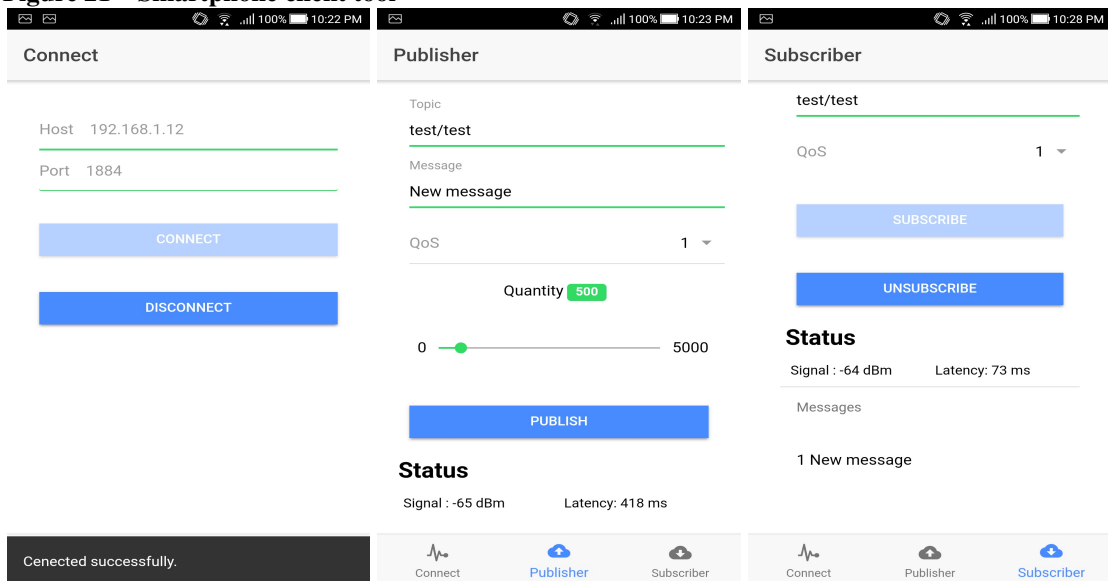 Figure 21 – Smartphone client tool
100% 10:22 PM
Connect
Host 192.168.1.12
Port 1884
CONNECT
DISCONNECT
Cenected successfully.
100% 10:23 PM
Publisher
Topic
test/test
Message
New message
QoS 1
Quantity 500
0 5000
PUBLISH
Status
Signal : -65 dBm Latency: 418 ms
Connect Publisher Subscriber
100% 10:28 PM
Subscriber
test/test
QoS 1
SUBSCRIBE
UNSUBSCRIBE
Status
Signal : -64 dBm Latency: 73 ms
Messages
1 New message
Connect Publisher Subscriber